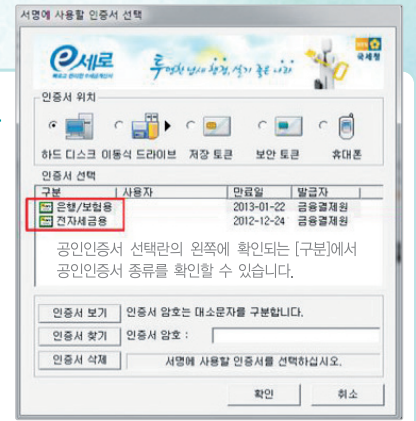 서명에 사용할 인증서 선택
e세로
국세청
인증서 위치
하드 디스크 이동식 드라이브 저장 토큰 보안 토큰 휴대폰
인증서 선택
구분 사용자 만료일 발급자
은행/보험용 2013-01-22 금융결제원
전자세금용 2012-12-24 금융결제원
공인인증서 선택란의 왼쪽에 확인되는 [구분]에서
공인인증서 종류를 확인할 수 있습니다.
인증서 보기 인증서 암호는 대소문자를 구분합니다.
인증서 찾기 인증서 암호 :
인증서 삭제 서명에 사용할 인증서를 선택하십시오.
확인 취소